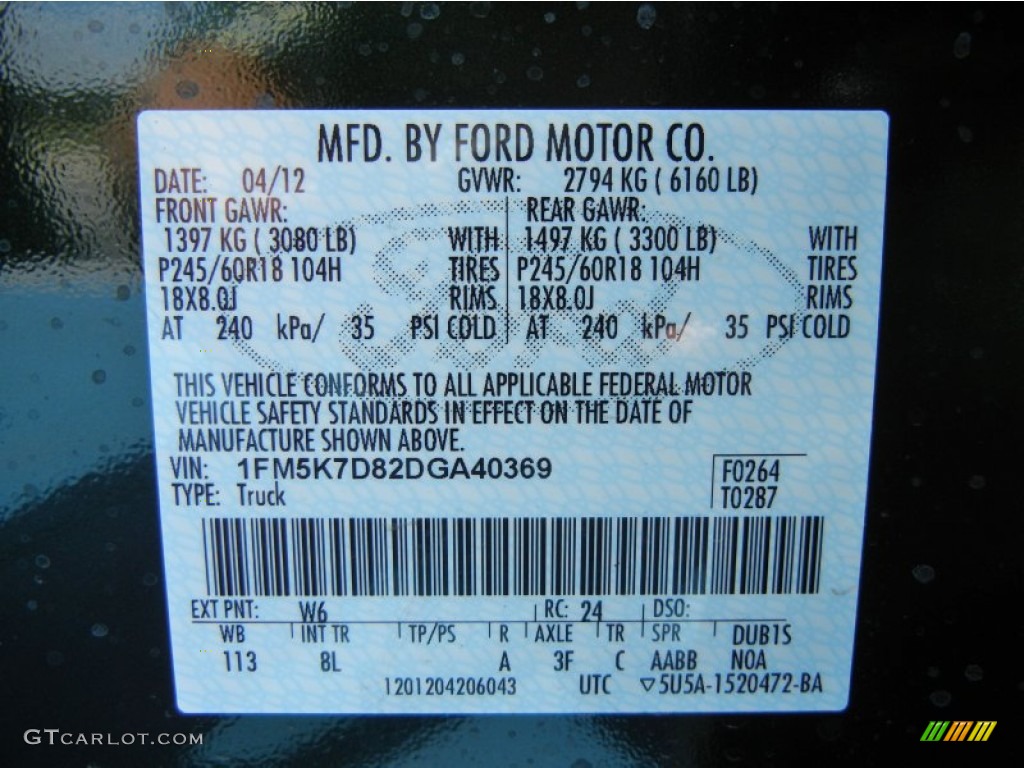 MFD. BY FORD MOTOR CO.
DATE: 04/12 GVWR: 2794 KG ( 6160 LB)
FRONT GAWR: REAR GAWR:
1397 KG ( 3080 LB) WITH 1497 KG ( 3300 LB) WITH
P245/60R18 104H TIRES P245/60R18 104H TIRES
18X8.0J RIMS 18X8.0J RIMS
AT 240 kPa/ 35 PSI COLD AT 240 kPa/ 35 PSI COLD
THIS VEHICLE CONFORMS TO ALL APPLICABLE FEDERAL MOTOR
VEHICLE SAFETY STANDARDS IN EFFECT ON THE DATE OF
MANUFACTURE SHOWN ABOVE.
VIN: 1FM5K7D82DGA40369 F0264
TYPE: Truck T0287
EXT PNT: W6 RC: 24 DSO:
WB INT TR TP/PS R AXLE TR SPR DUB1S
113 8L A 3F C AABB NOA
1201204206043 UTC ▽5U5A-1520472-BA
GTCARLOT.COM